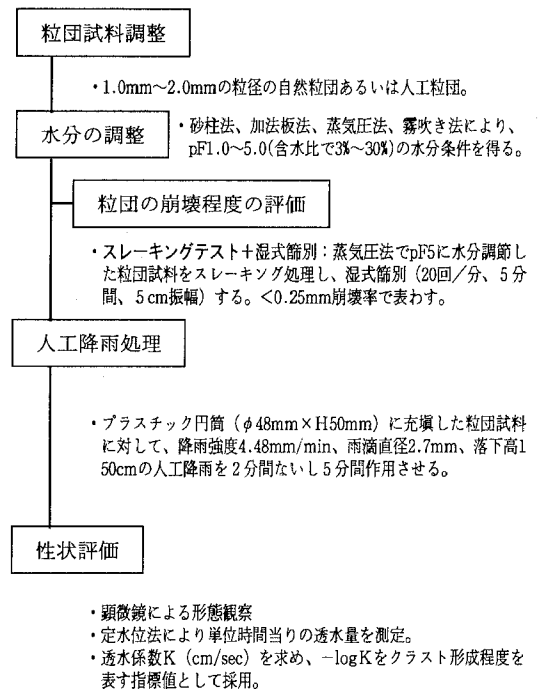 粒団試料調整
・1.0mm～2.0mmの粒径の自然粒団あるいは人工粒団。
水分の調整
・砂柱法、加法板法、蒸気圧法、霧吹き法により、
pF1.0～5.0(含水比で3%～30%)の水分条件を得る。
粒団の崩壊程度の評価
・スレーキングテスト＋湿式篩別：蒸気圧法でpF5に水分調節し
た粒団試料をスレーキング処理し、湿式篩別（20回／分、5分
間、5cm振幅）する。＜0.25mm崩壊率で表わす。
人工降雨処理
・プラスチック円筒（φ48mm×H50mm）に充填した粒団試料
に対して、降雨強度4.48mm/min、雨滴直径2.7mm、落下高1
50cmの人工降雨を2分間ないし5分間作用させる。
性状評価
・顕微鏡による形態観察
・定水位法により単位時間当りの透水量を測定。
・透水係数K（cm/sec）を求め、－logKをクラスト形成程度を
表す指標値として採用。